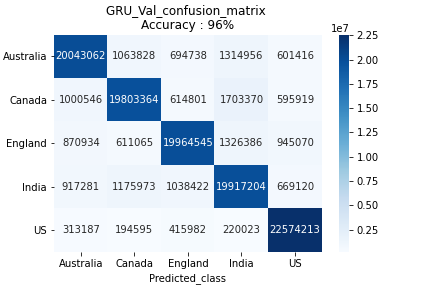 GRU_Val_confusion_matrix
Accuracy : 96%
1e7
Australia 20043062 1063828 694738 1314956 601416
Canada 1000546 19803364 614801 1703370 595919
England 870934 611065 19964545 1326386 945070
India 917281 1175973 1038422 19917204 669120
US 313187 194595 415982 220023 22574213
Australia Canada England India US
Predicted_class
2.25
2.00
1.75
1.50
1.25
1.00
0.75
0.50
0.25